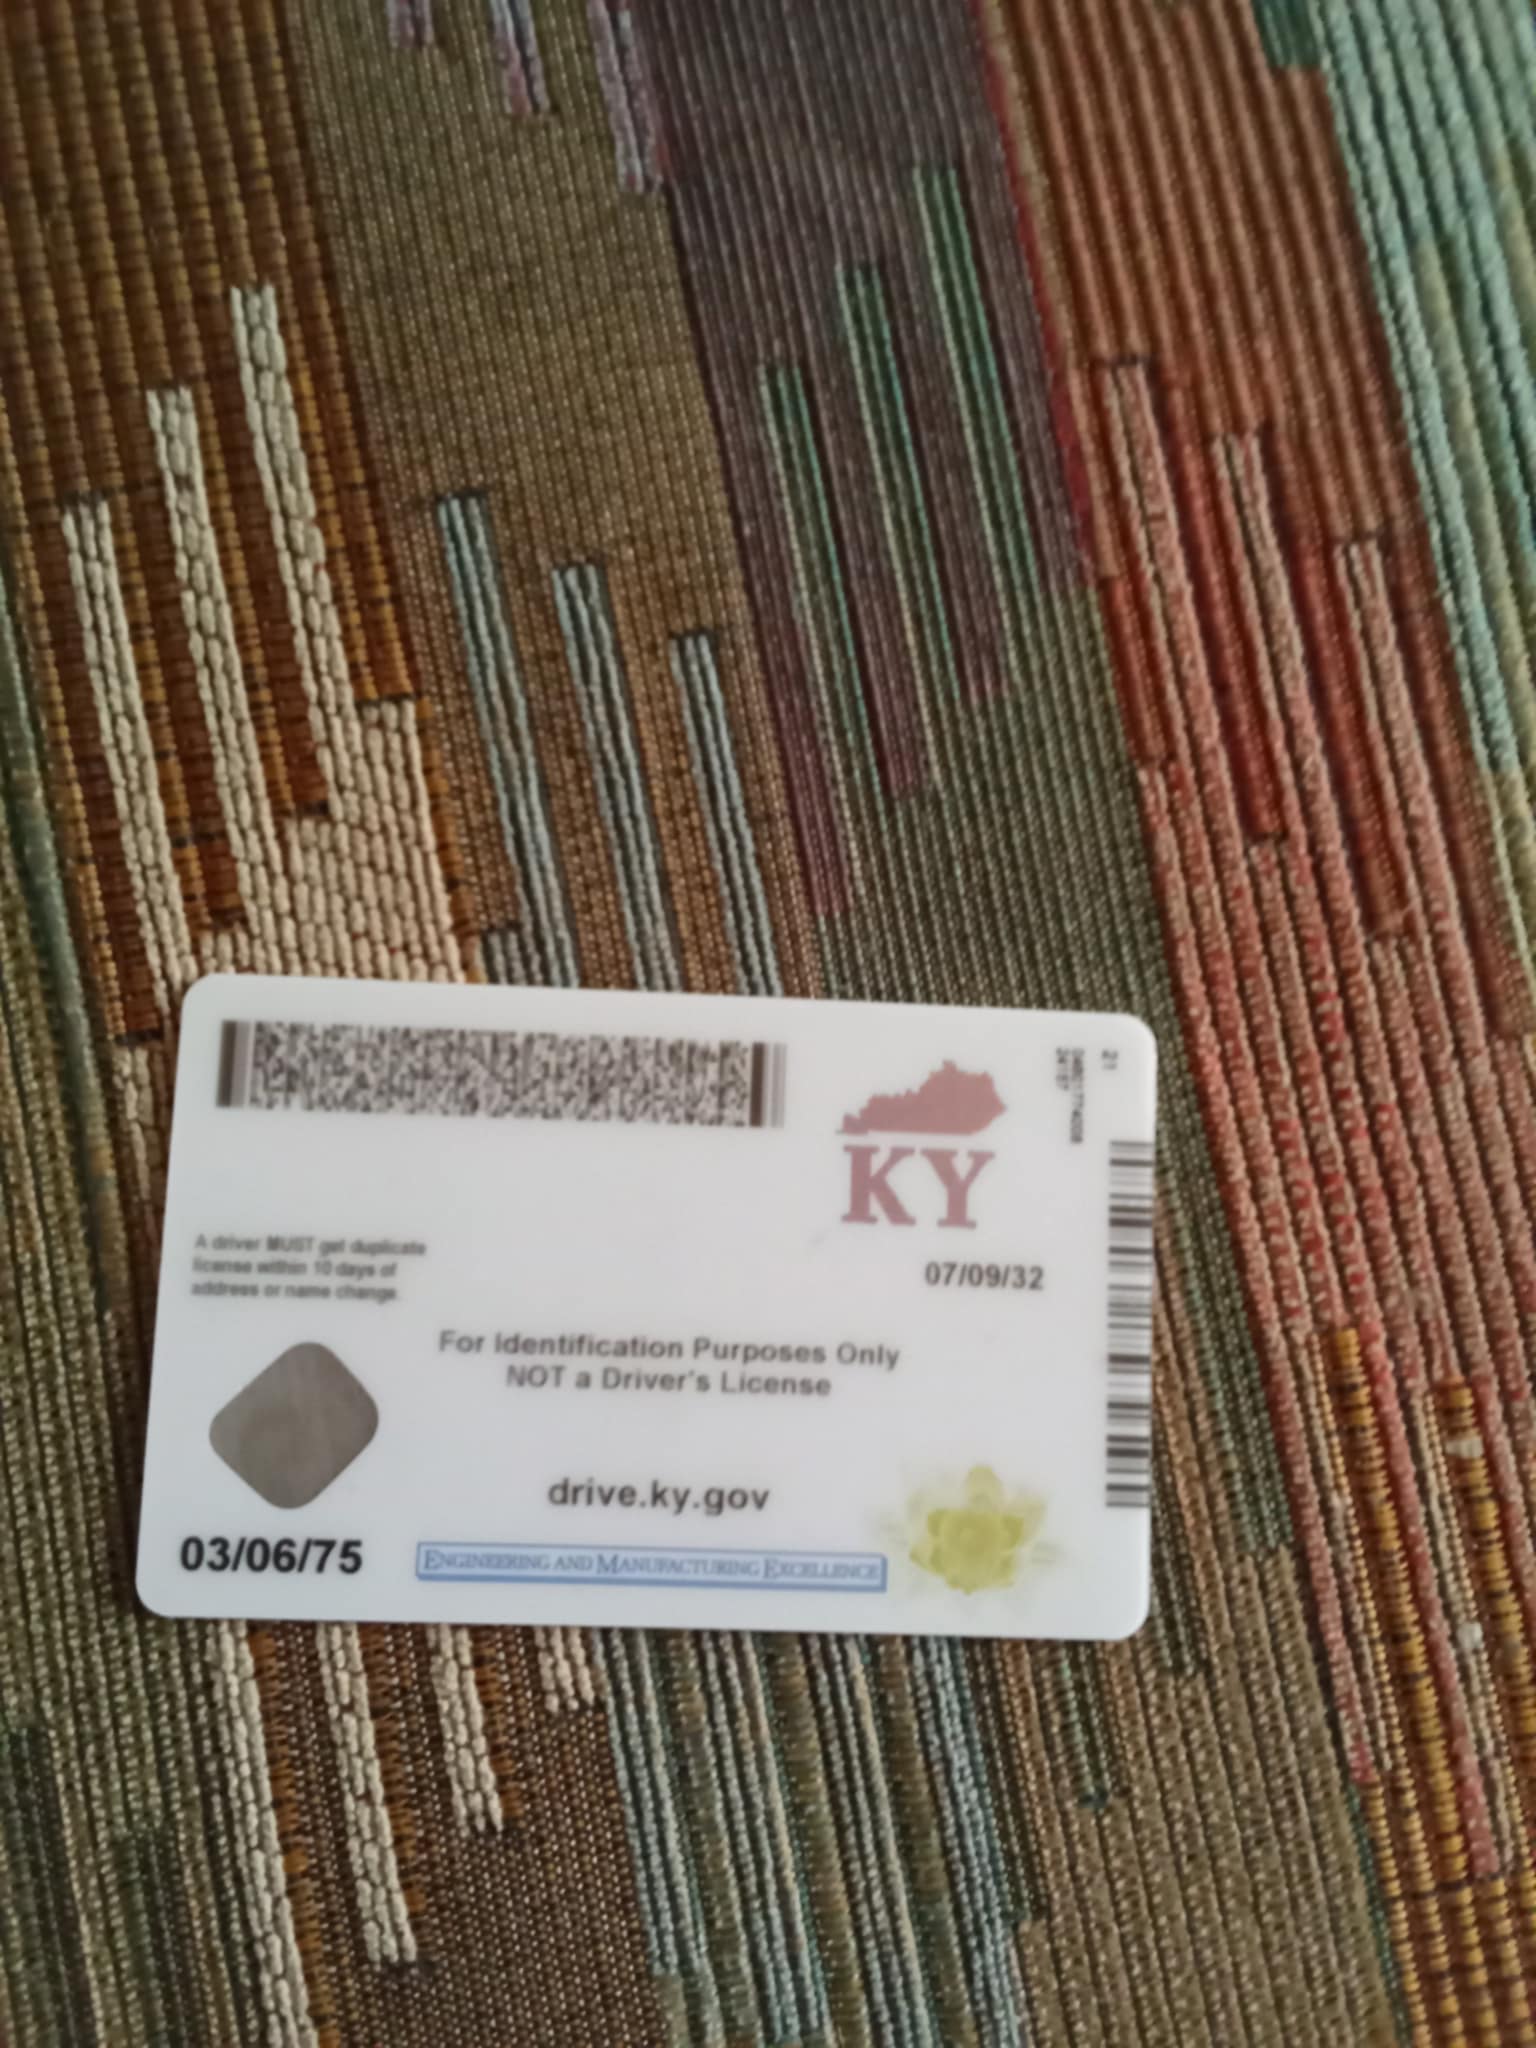 21
KY
07/09/32
A driver MUST get duplicate
license within 10 days of
address or name change.
For Identification Purposes Only
NOT a Driver's License
drive.ky.gov
03/06/75
ENGINEERING AND MANUFACTURING EXCELLENCE